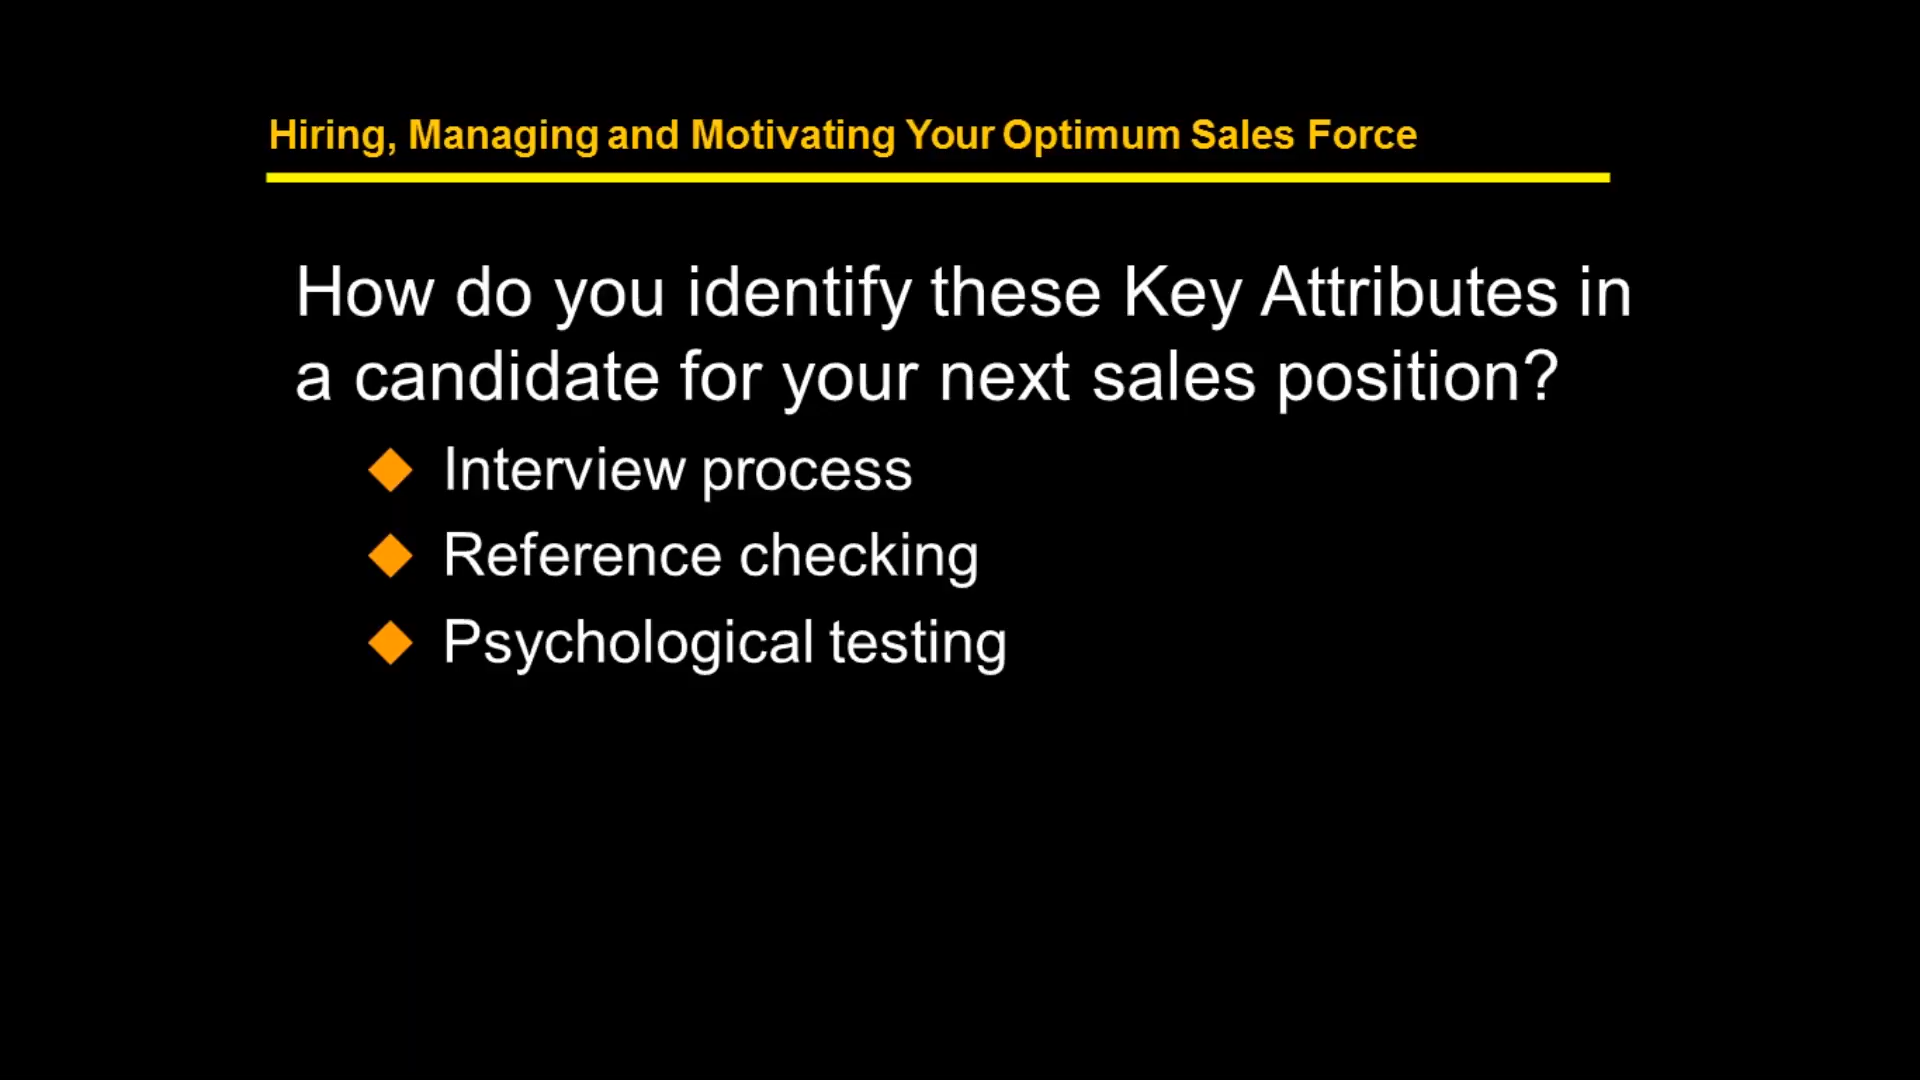 Hiring, Managing and Motivating Your Optimum Sales Force
How do you identify these Key Attributes in
a candidate for your next sales position?
Interview process
Reference checking
Psychological testing